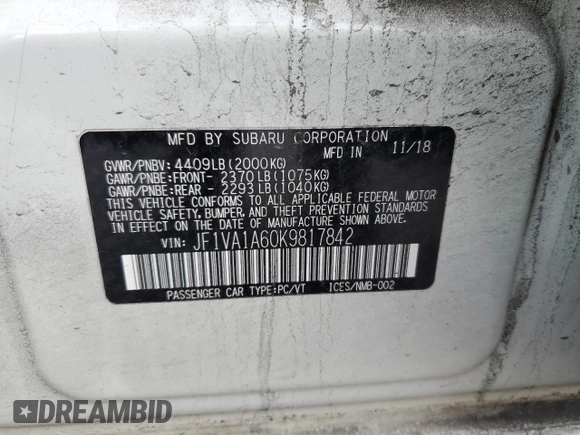 MFD BY SUBARU CORPORATION
MFD IN 11/18
GVWR/PNBV: 4409LB(2000KG)
GAWR/PNBE:FRONT- 2370LB(1075KG)
GAWR/PNBE:REAR - 2293LB(1040KG)
THIS VEHICLE CONFORMS TO ALL APPLICABLE FEDERAL MOTOR
VEHICLE SAFETY, BUMPER, AND THEFT PREVENTION STANDARDS
IN EFFECT ON THE DATE OF MANUFACTURE SHOWN ABOVE.
VIN: JF1VA1A60K9817842
PASSENGER CAR TYPE:PC/VT ICES/NMB-002
DREAMBID